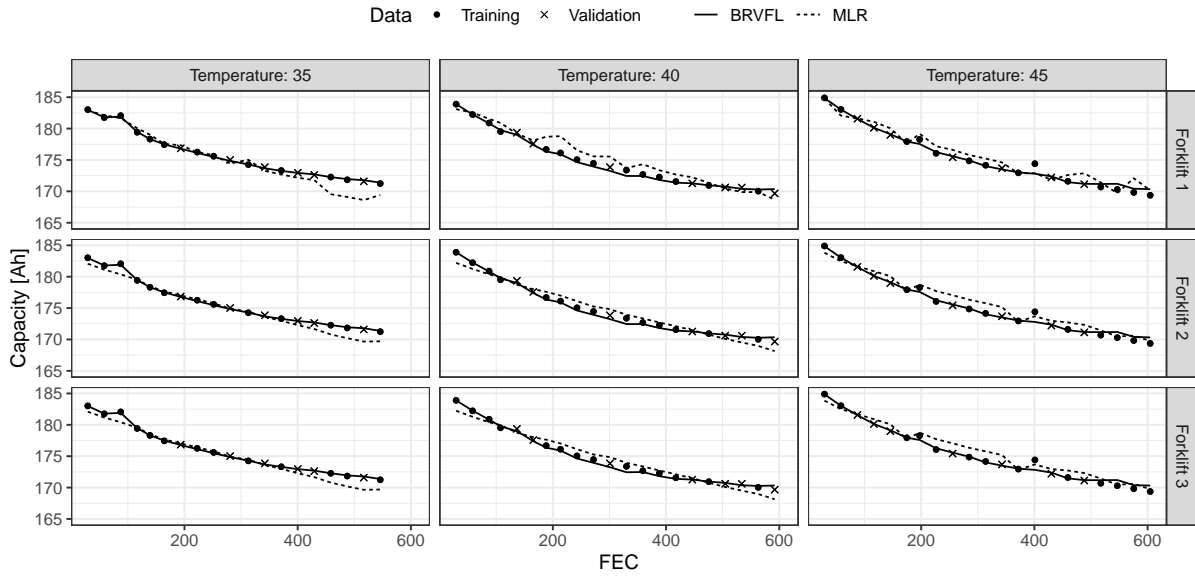 Data Training Validation BRVFL MLR
Temperature: 35 Temperature: 40 Temperature: 45
185
180
175
170
165
Forklift 1
185
180
175
170
165
Forklift 2
185
180
175
170
165
Forklift 3
Capacity [Ah]
200 400 600 200 400 600 200 400 600
FEC